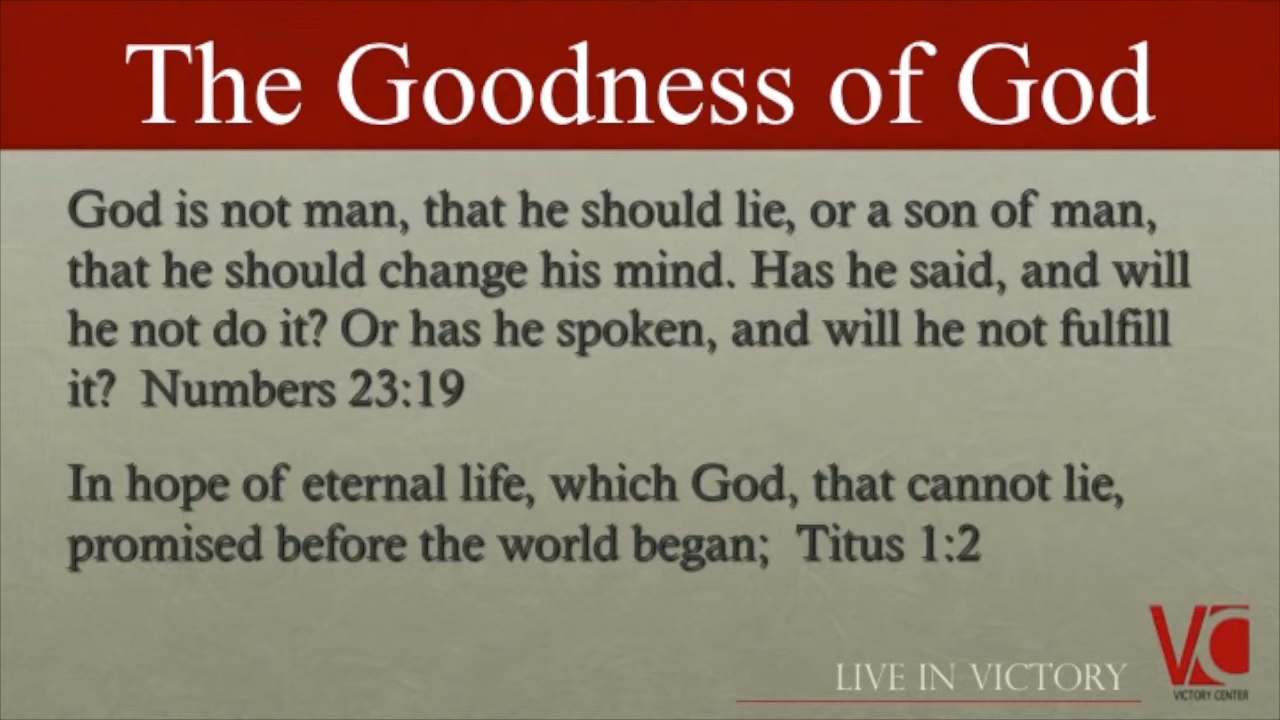 The Goodness of God
God is not man, that he should lie, or a son of man,
that he should change his mind. Has he said, and will
he not do it? Or has he spoken, and will he not fulfill
it? Numbers 23:19
In hope of eternal life, which God, that cannot lie,
promised before the world began; Titus 1:2
LIVE IN VICTORY
VC
VICTORY CENTER